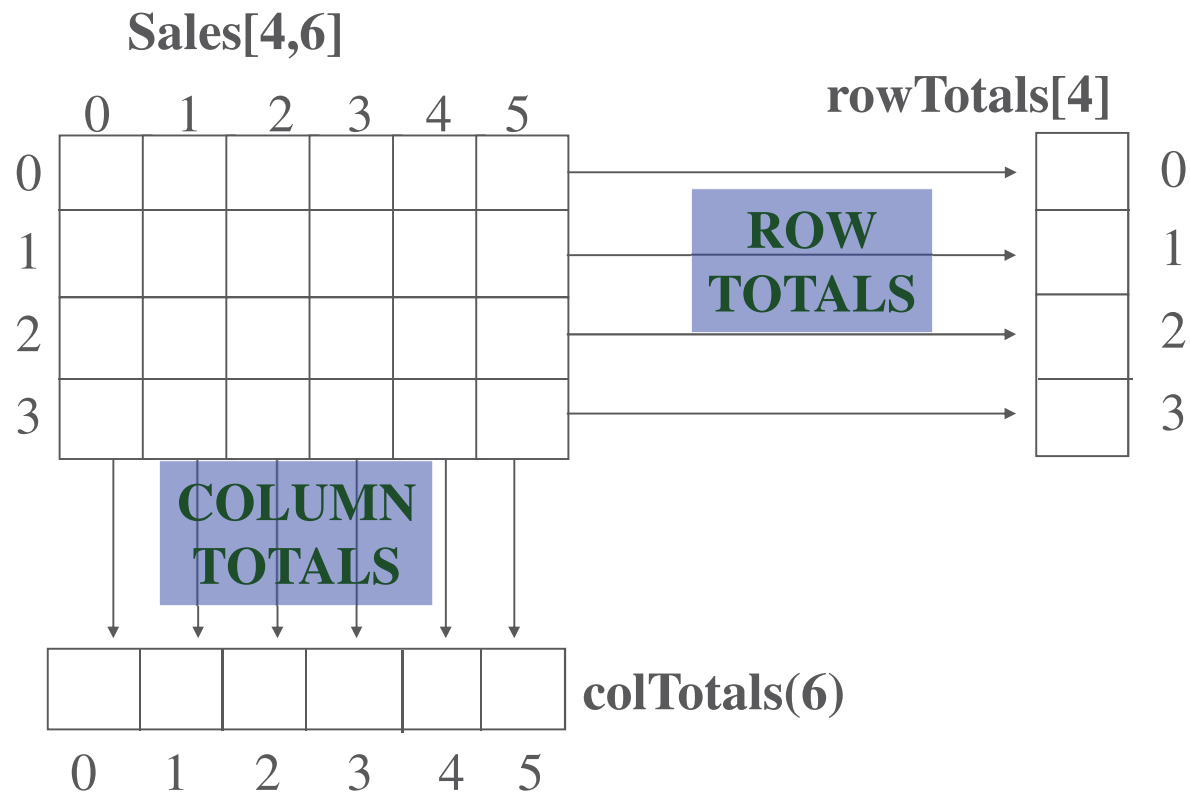 Sales[4,6]
rowTotals[4]
0 1 2 3 4 5
0
1
2
3
ROW
TOTALS
0
1
2
3
COLUMN
TOTALS
colTotals(6)
0 1 2 3 4 5